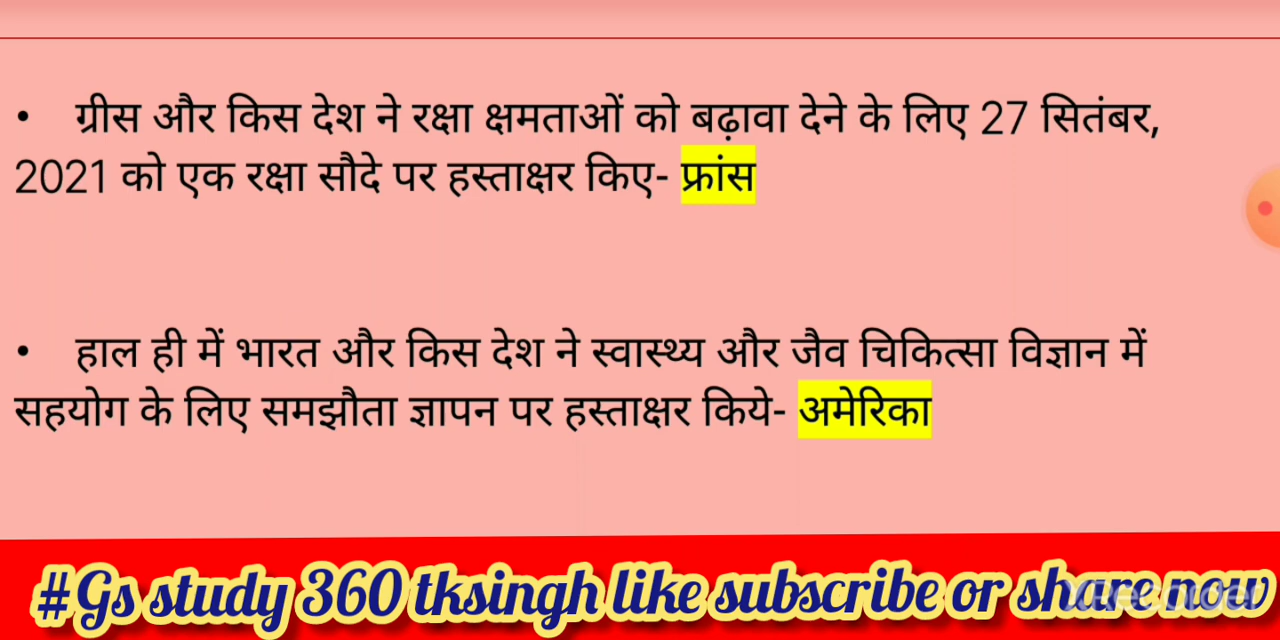 • ग्रीस और किस देश ने रक्षा क्षमताओं को बढ़ावा देने के लिए 27 सितंबर,
2021 को एक रक्षा सौदे पर हस्ताक्षर किए- फ्रांस
• हाल ही में भारत और किस देश ने स्वास्थ्य और जैव चिकित्सा विज्ञान में
सहयोग के लिए समझौता ज्ञापन पर हस्ताक्षर किये- अमेरिका
#Gs study 360 tksingh like subscribe or share now
XRecorder